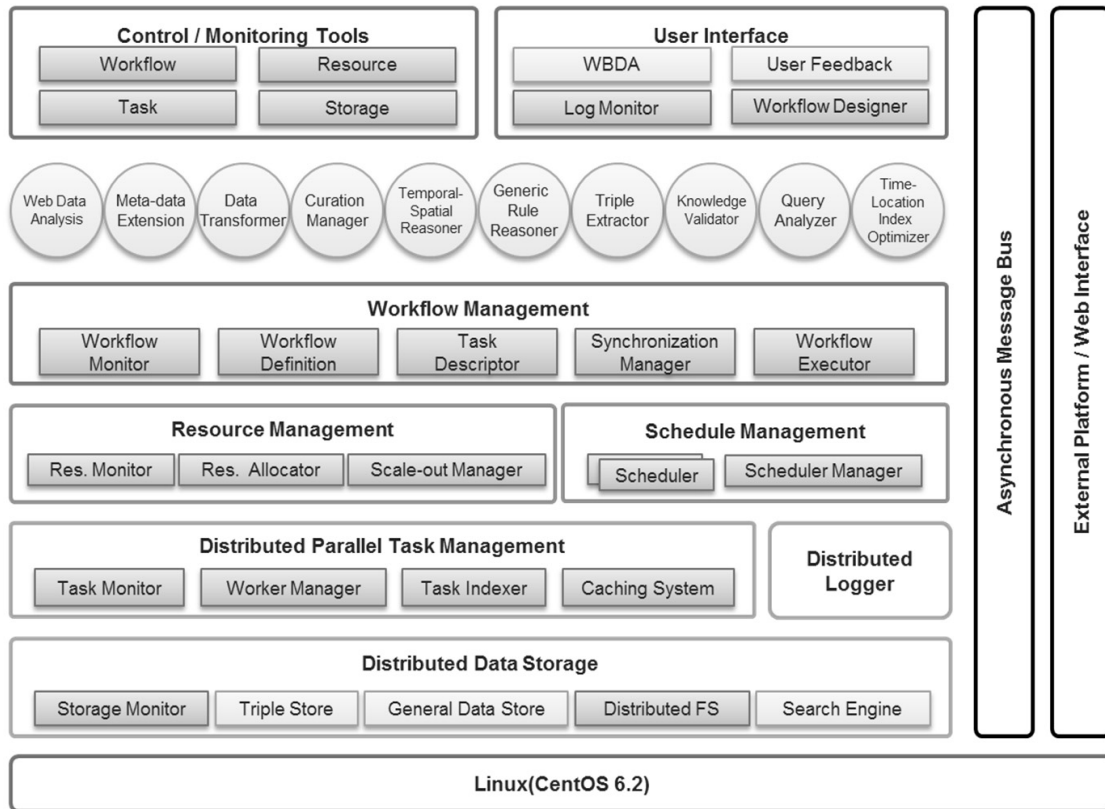 Control / Monitoring Tools
Workflow
Resource
Task
Storage
User Interface
WBDA
User Feedback
Log Monitor
Workflow Designer
Web Data
Analysis
Meta-data
Extension
Data
Transformer
Curation
Manager
Temporal-
Spatial
Reasoner
Generic
Rule
Reasoner
Triple
Extractor
Knowledge
Validator
Query
Analyzer
Time-
Location
Index
Optimizer
Workflow Management
Workflow
Monitor
Workflow
Definition
Task
Descriptor
Synchronization
Manager
Workflow
Executor
Resource Management
Res. Monitor
Res. Allocator
Scale-out Manager
Schedule Management
Scheduler
Scheduler Manager
Distributed Parallel Task Management
Task Monitor
Worker Manager
Task Indexer
Caching System
Distributed
Logger
Distributed Data Storage
Storage Monitor
Triple Store
General Data Store
Distributed FS
Search Engine
Asynchronous Message Bus
External Platform / Web Interface
Linux(CentOS 6.2)